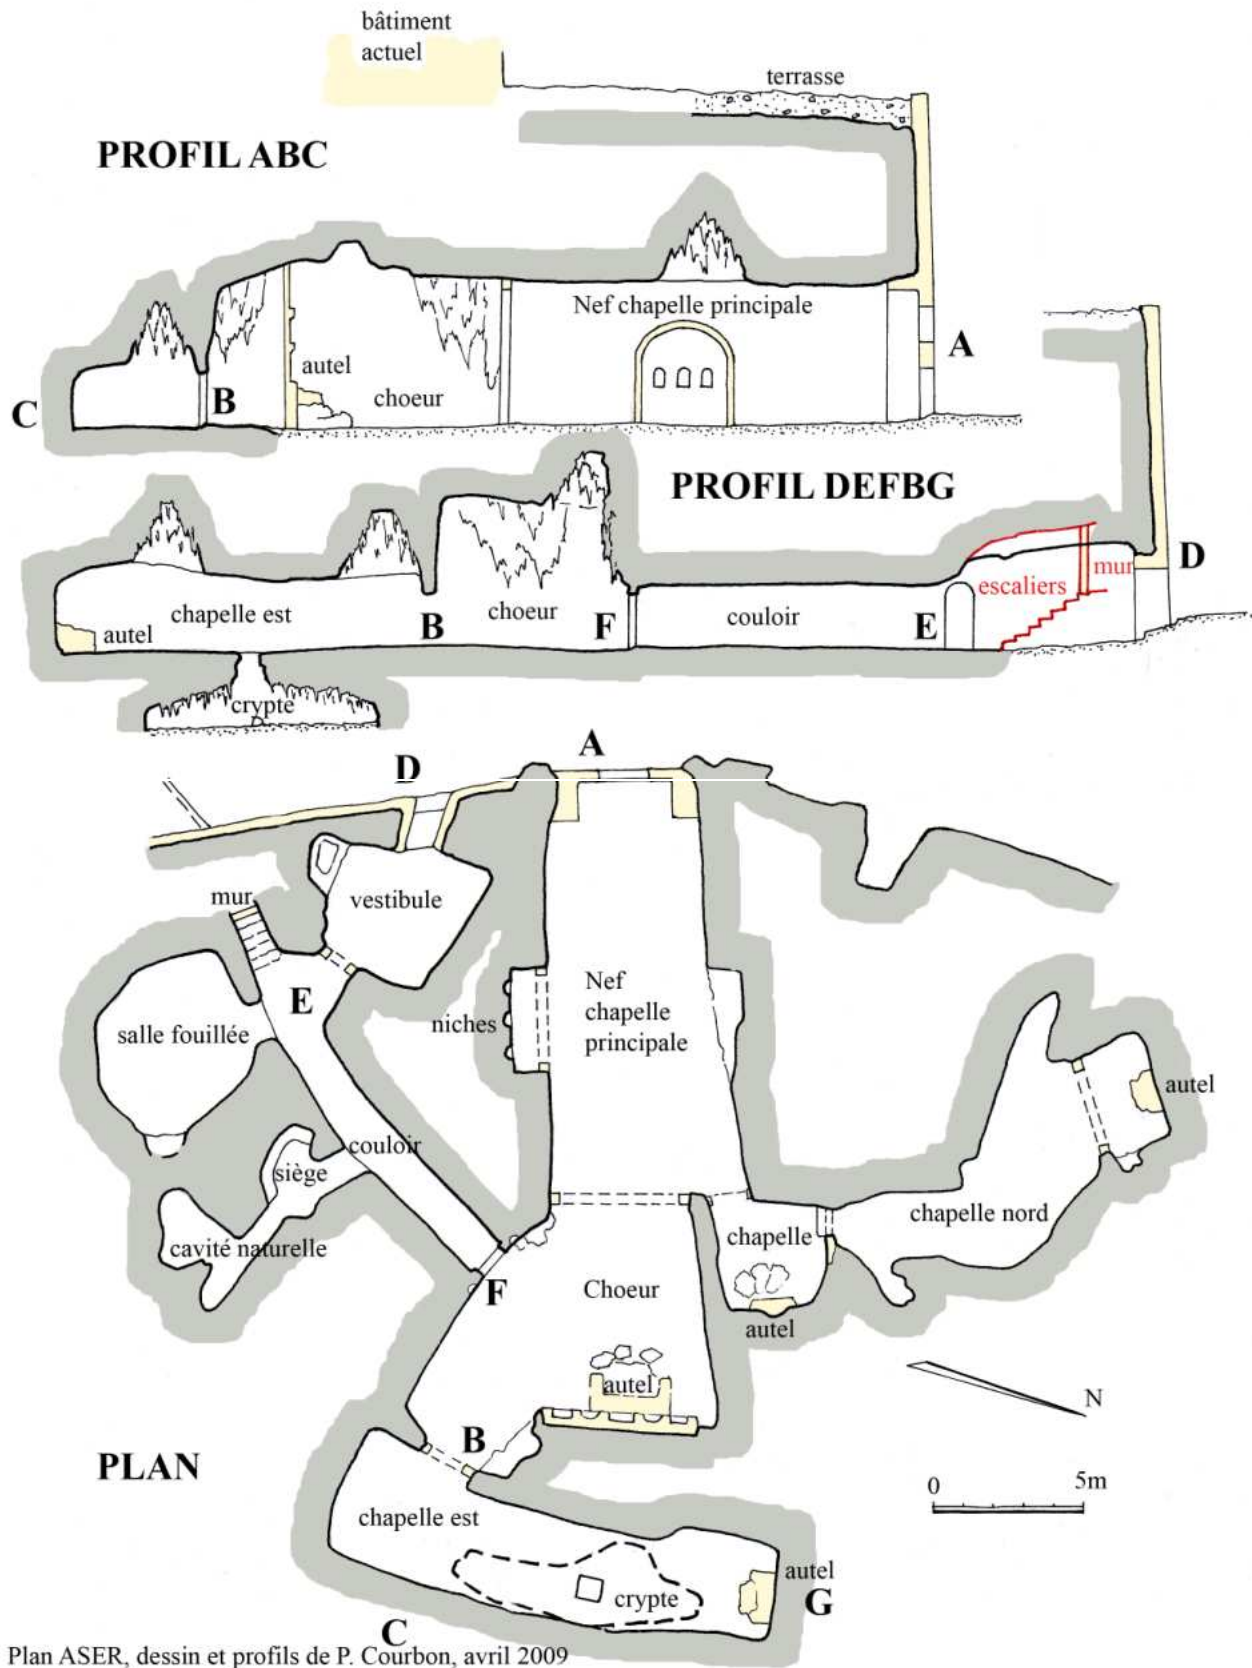 bâtiment
actuel
terrasse
PROFIL ABC
Nef chapelle principale
A
autel
choeur
B
C
PROFIL DEFBG
D
mur
escaliers
chapelle est
choeur
couloir
autel
B
F
E
crypte
A
D
mur
vestibule
E
Nef
chapelle
principale
niches
salle fouillée
autel
couloir
siège
chapelle nord
chapelle
cavité naturelle
F
Choeur
autel
autel
N
B
PLAN
0 5m
chapelle est
autel
crypte
G
C
Plan ASER, dessin et profils de P. Courbon, avril 2009